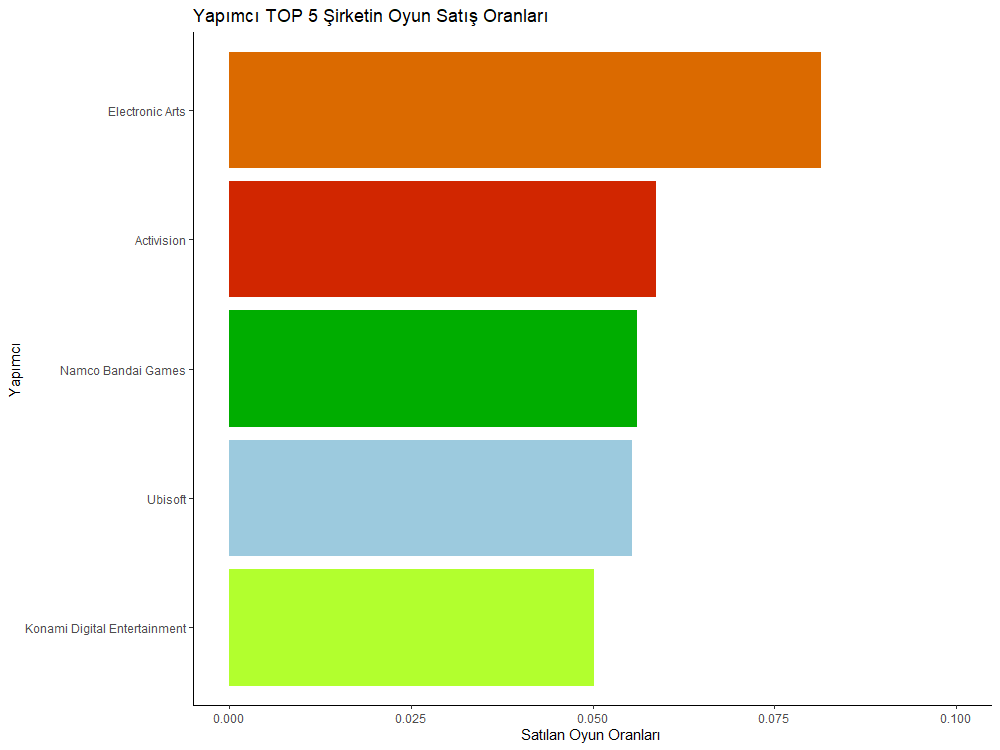 Yapımcı TOP 5 Şirketin Oyun Satış Oranları
Yapımcı
Electronic Arts
Activision
Namco Bandai Games
Ubisoft
Konami Digital Entertainment
0.000 0.025 0.050 0.075 0.100
Satılan Oyun Oranları